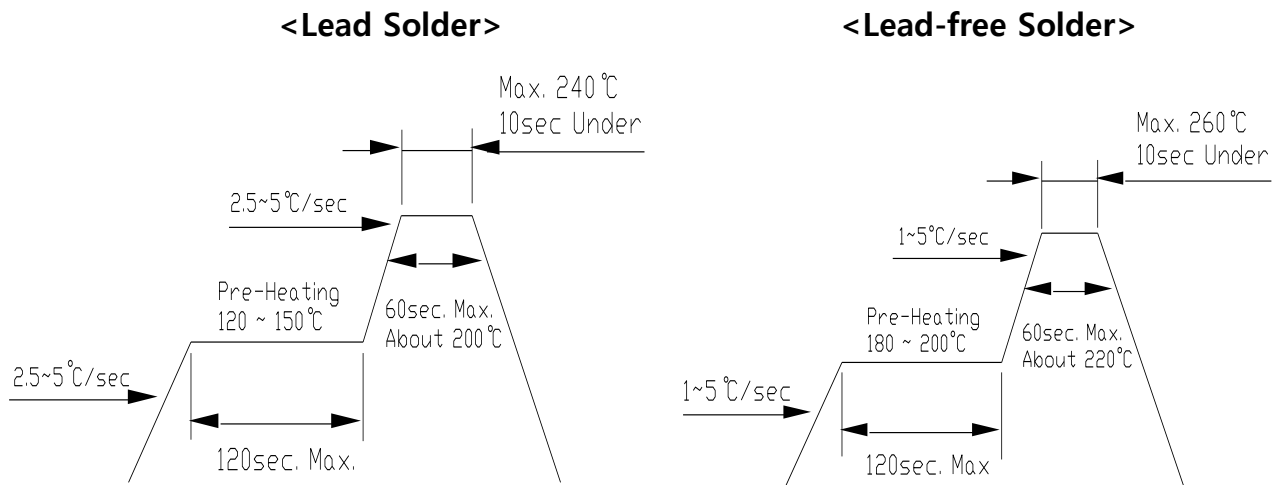 <Lead Solder>
Max. 240℃
10sec Under
2.5~5℃/sec
Pre-Heating
120 ~ 150℃
60sec. Max.
About 200℃
2.5~5℃/sec
120sec. Max.
<Lead-free Solder>
Max. 260℃
10sec Under
1~5℃/sec
Pre-Heating
180 ~ 200℃
60sec. Max.
About 220℃
1~5℃/sec
120sec. Max